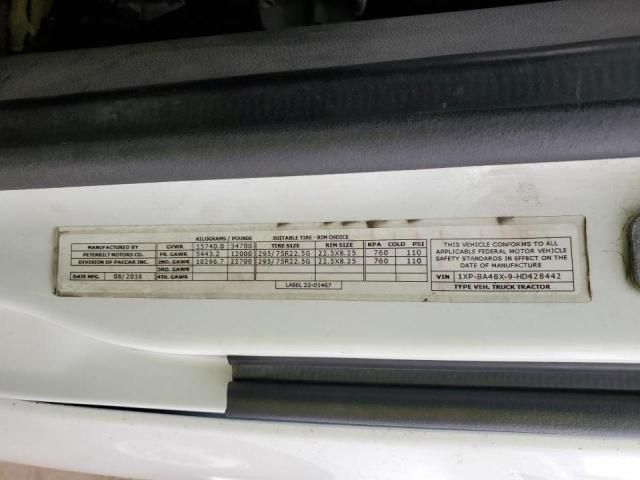 KILOGRAMS / POUNDS SUITABLE TIRE - RIM CHOICE
MANUFACTURED BY GVWR 15740.0 34700 TIRE SIZE RIM SIZE KPA COLD PSI
PETERBILT MOTORS CO. FR. GAWR 5443.2 12000 295/75R22.5G 22.5X8.25 760 110
DIVISION OF PACCAR INC. 2ND. GAWR 10296.7 22700 295/75R22.5G 22.5X8.25 760 110
3RD. GAWR
DATE MFG. 08/2016 4TH. GAWR
LABEL 22-01467
THIS VEHICLE CONFORMS TO ALL
APPLICABLE FEDERAL MOTOR VEHICLE
SAFETY STANDARDS IN EFFECT ON THE
DATE OF MANUFACTURE
VIN 1XP-BA48X-9-HD428442
TYPE VEH. TRUCK TRACTOR